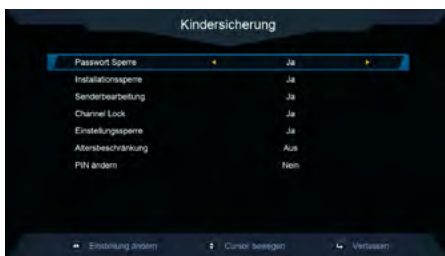 Kindersicherung
Passwort Sperre Ja
Installationssperre Ja
Senderbearbeitung Ja
Channel Lock Ja
Einstellungssperre Ja
Altersbeschränkung Aus
PIN ändern Nein
Einstellung ändern Cursor bewegen Verlassen